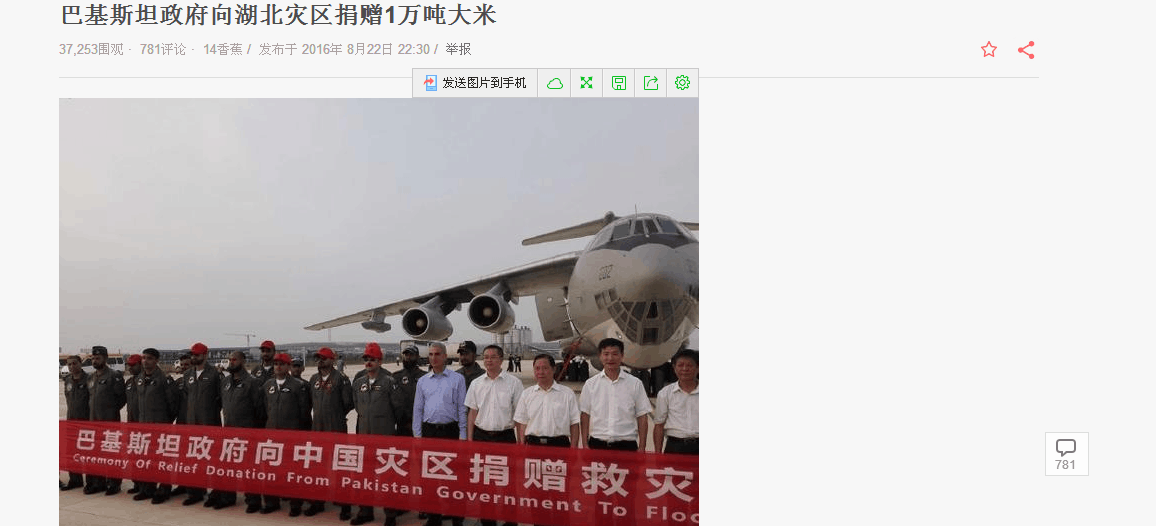 巴基斯坦政府向湖北灾区捐赠1万吨大米
37,253围观 · 781评论 · 14香蕉 / 发布于 2016年 8月22日 22:30 / 举报
发送图片到手机
巴基斯坦政府向中国灾区捐赠救灾
Ceremony Of Relief Donation From Pakistan Government To Floo
781